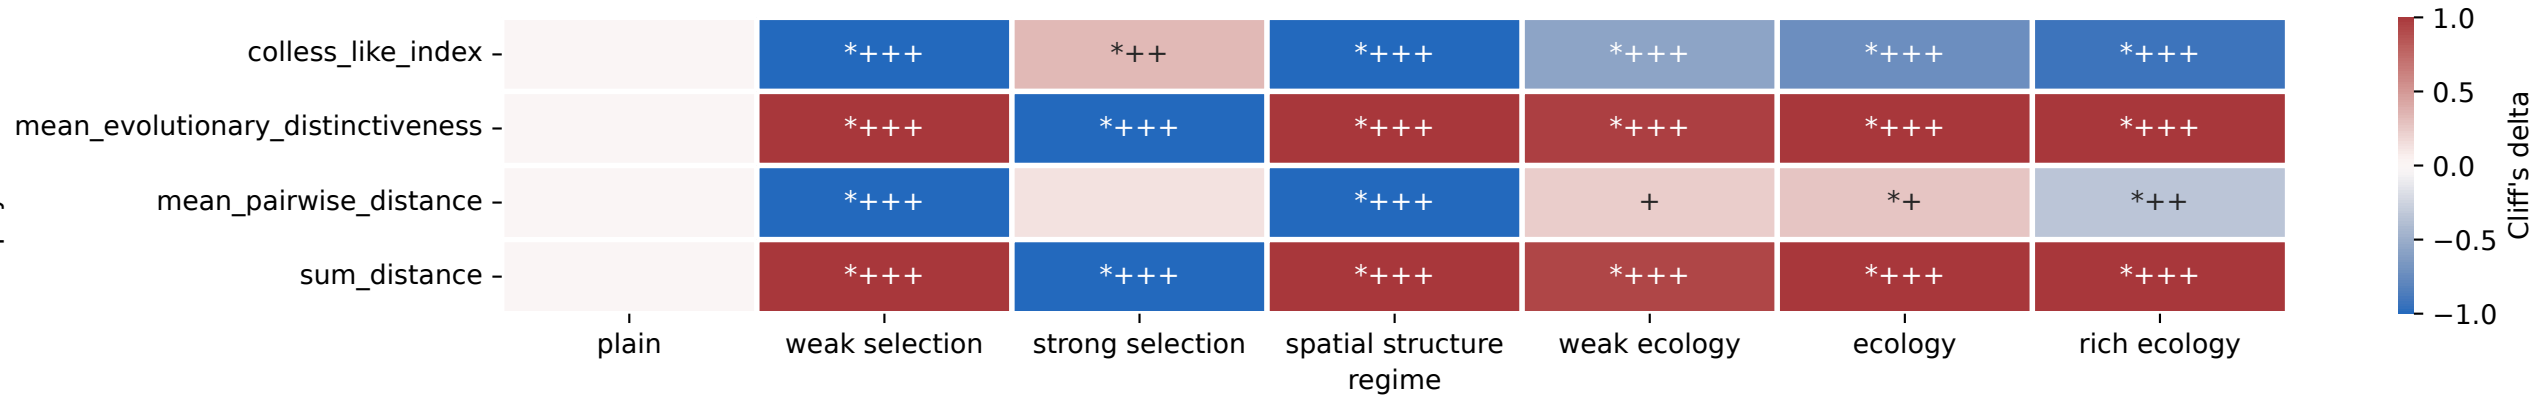 colless_like_index *+++ *++ *+++ *+++ *+++ *+++
mean_evolutionary_distinctiveness *+++ *+++ *+++ *+++ *+++ *+++
mean_pairwise_distance *+++ *+++ + *+ *++
sum_distance *+++ *+++ *+++ *+++ *+++ *+++
plain weak selection strong selection spatial structure weak ecology ecology rich ecology
regime
1.0
0.5
0.0
−0.5
−1.0
Cliff's delta